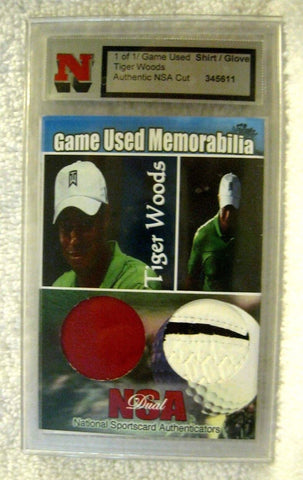 N
1 of 1/ Game Used Shirt / Glove
Tiger Woods
Authentic NSA Cut 345611
Game Used Memorabilia
Tiger Woods
NSA
Dual
National Sportscard Authenticators